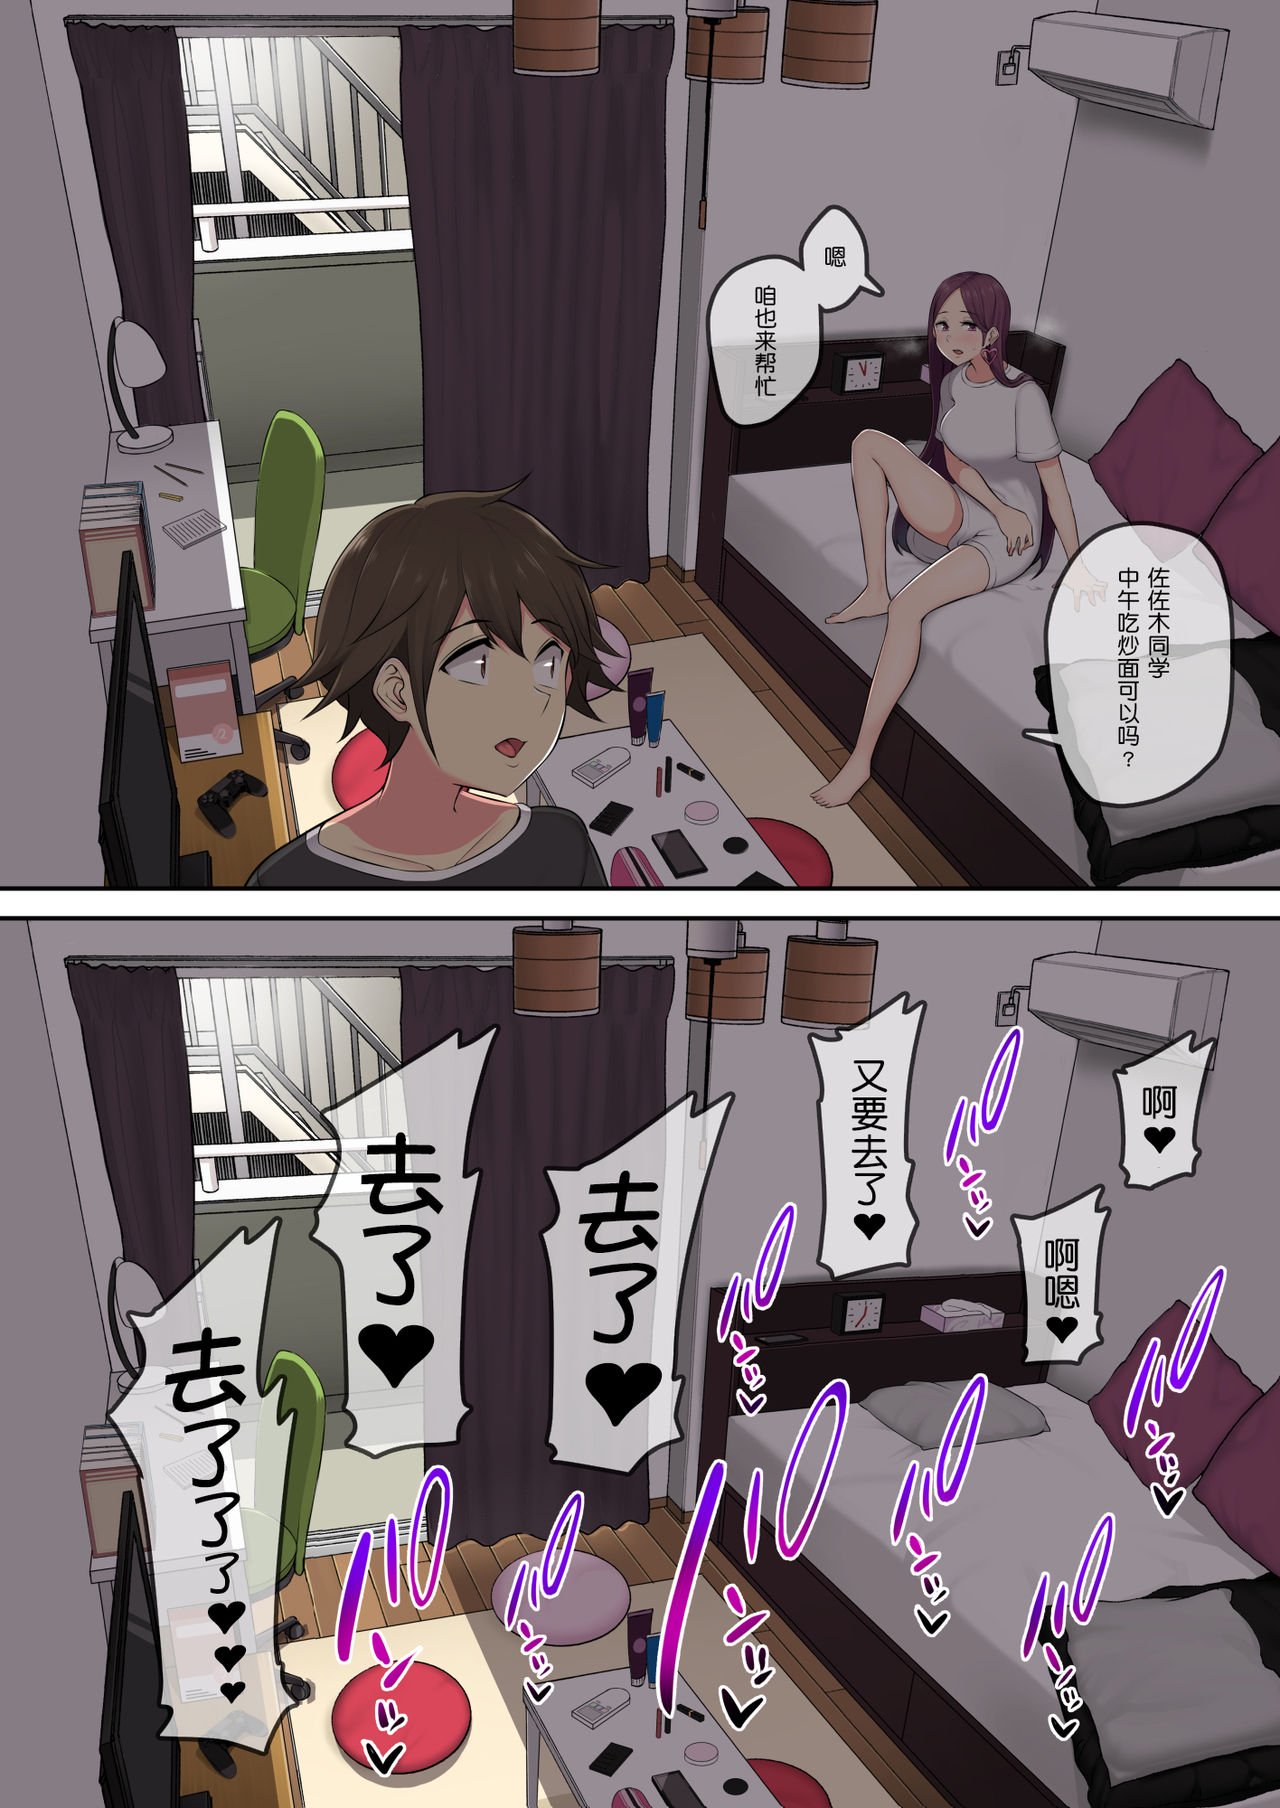 佐佐木同学
中午吃炒面可以吗？
嗯
咱也来帮忙
啊♥
啊嗯♥
又要去了♥
去了♥
去了♥
去了了了了♥♥♥♥